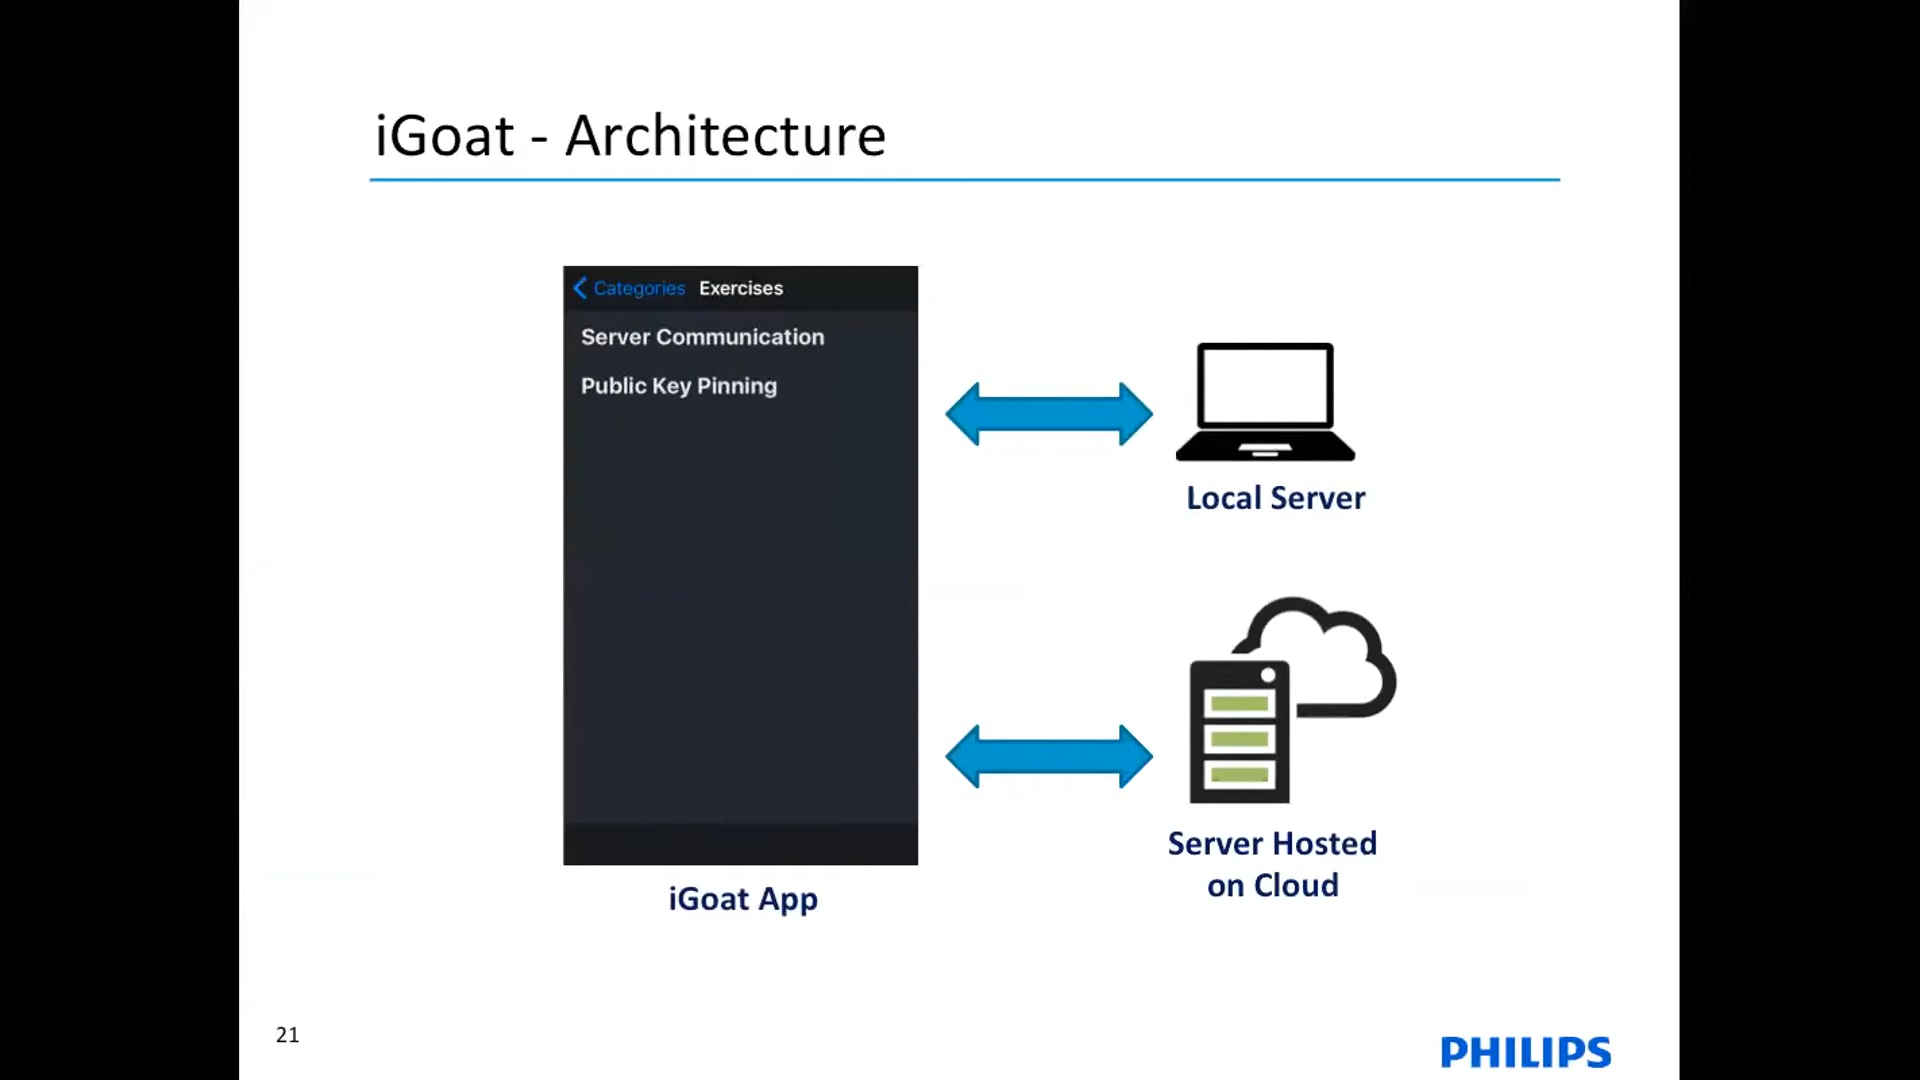 iGoat - Architecture
Categories Exercises
Server Communication
Public Key Pinning
Local Server
Server Hosted
on Cloud
iGoat App
21
PHILIPS